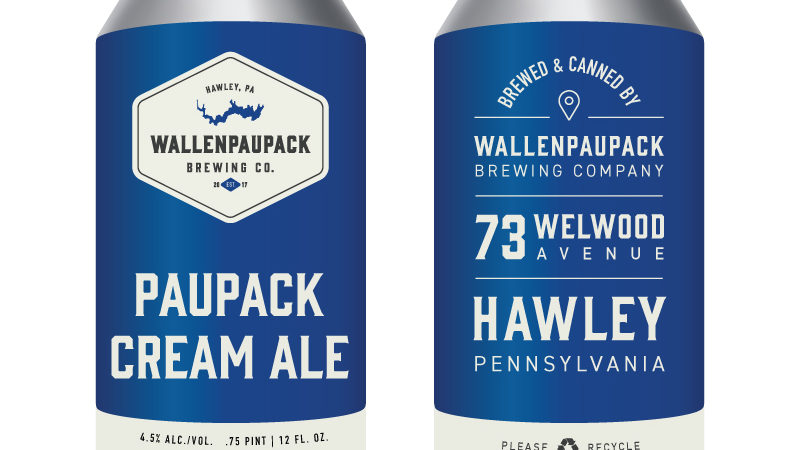 HAWLEY, PA
WALLENPAUPACK
BREWING CO.
20 EST. 17
PAUPACK
CREAM ALE
4.5% ALC./VOL. .75 PINT | 12 FL. OZ.
BREWED & CANNED BY
WALLENPAUPACK
BREWING COMPANY
73 WELWOOD
AVENUE
HAWLEY
PENNSYLVANIA
PLEASE RECYCLE